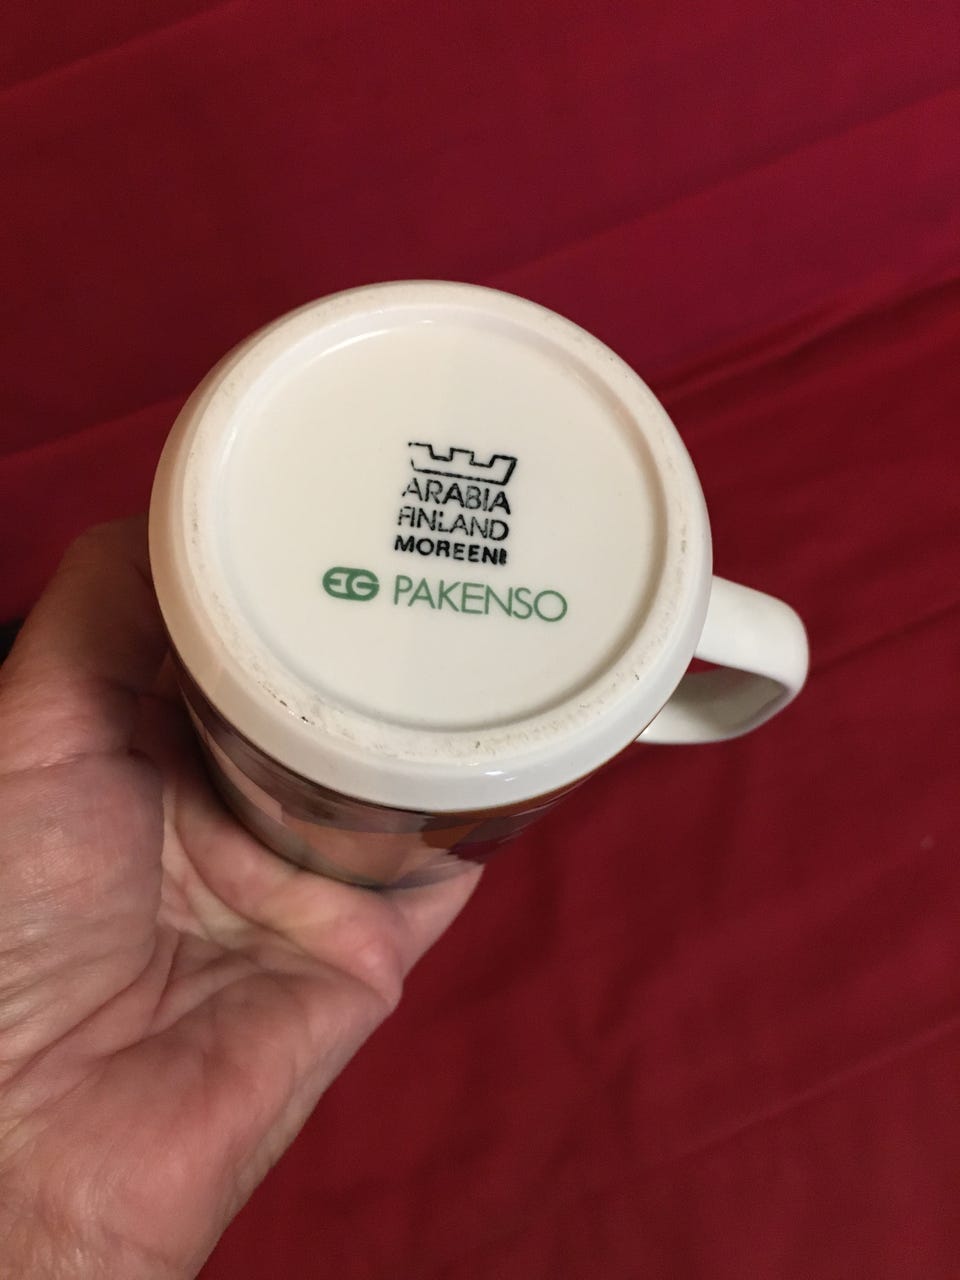 ARABIA
FINLAND
MOREENI
EG PAKENSO